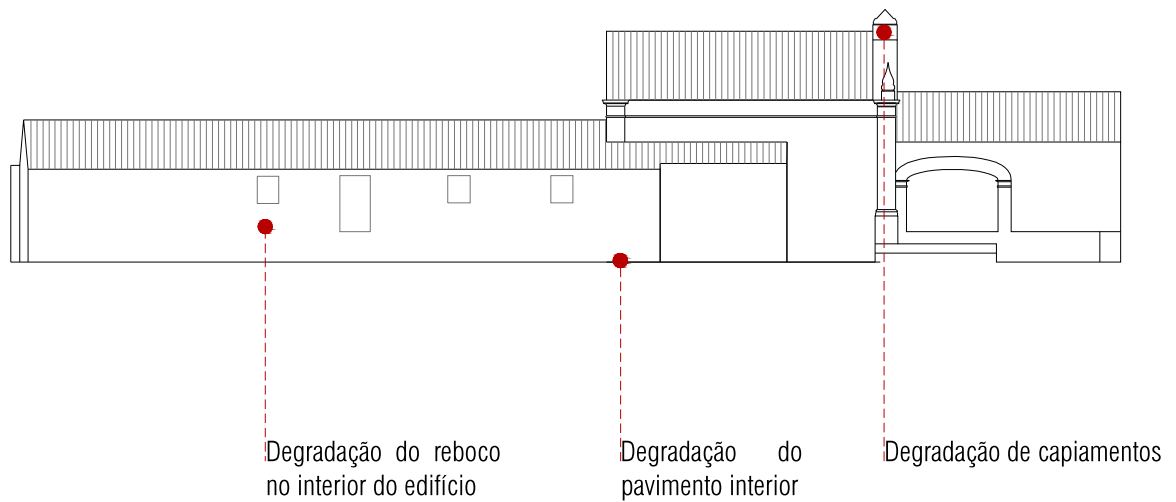 Degradação do reboco
no interior do edifício
Degradação do
pavimento interior
Degradação de capiamentos